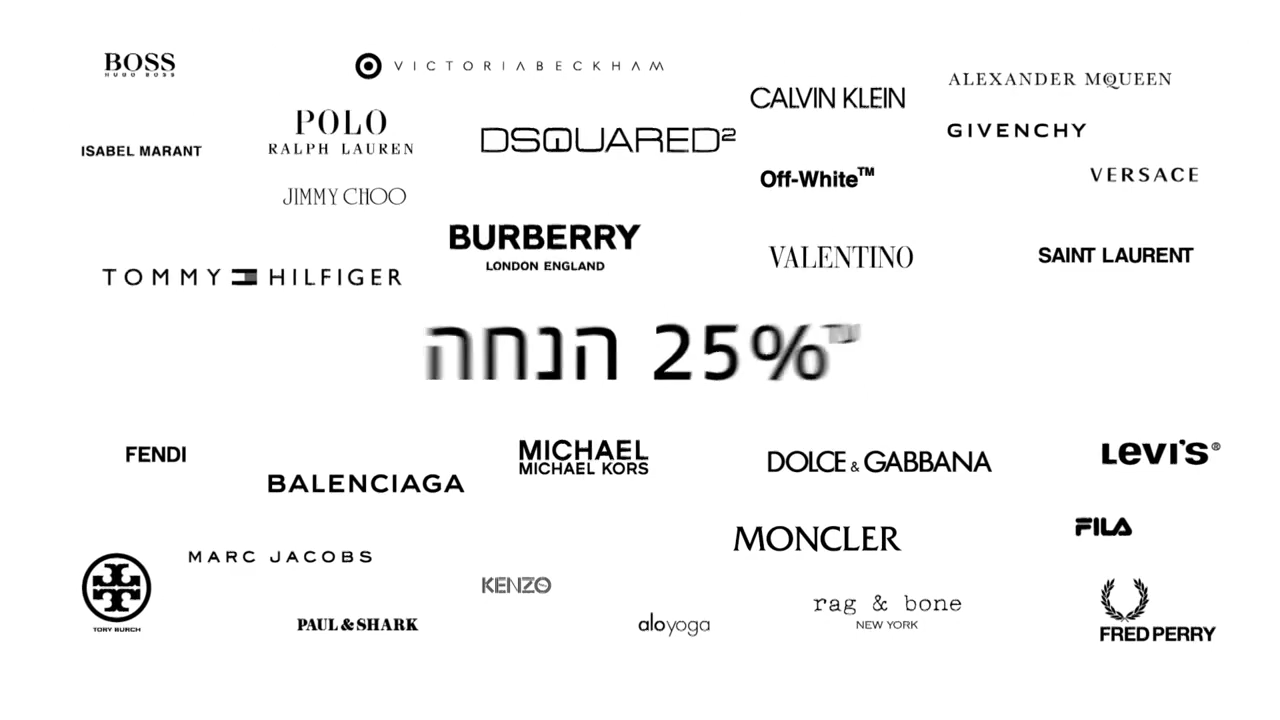 BOSS
HUGO BOSS
VICTORIABECKHAM
ALEXANDER McQUEEN
CALVIN KLEIN
POLO
RALPH LAUREN
DSQUARED2
GIVENCHY
ISABEL MARANT
Off-White™
VERSACE
JIMMY CHOO
BURBERRY
LONDON ENGLAND
VALENTINO
SAINT LAURENT
TOMMY HILFIGER
25% הנחה
FENDI
MICHAEL
MICHAEL KORS
DOLCE & GABBANA
Levi's®
BALENCIAGA
FILA
MONCLER
MARC JACOBS
KENZO
rag & bone
NEW YORK
TORY BURCH
PAUL & SHARK
aloyoga
FRED PERRY